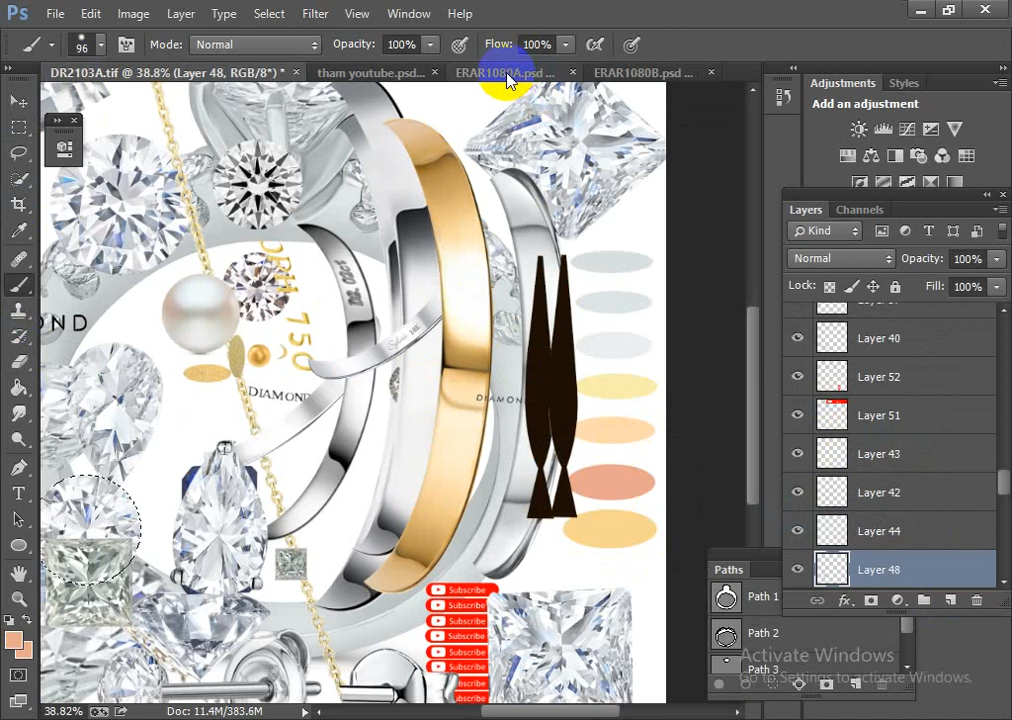 Ps File Edit Image Layer Type Select Filter View Window Help
96 Mode: Normal Opacity: 100% Flow: 100%
DR2103A.tif @ 38.8% (Layer 48, RGB/8*) * × tham youtube.psd... × ERAR1080A.psd ... × ERAR1080B.psd ... ×
Adjustments Styles
Add an adjustment
Layers Channels
Kind
Normal Opacity: 100%
Lock: Fill: 100%
Layer 40
Layer 52
Layer 51
Layer 43
Layer 42
Layer 44
Layer 48
fx
Paths
Path 1
Path 2
Path 3
OND
750
DIAMOND
DIAMOND
Subscribe
Subscribe
Subscribe
Subscribe
Subscribe
Subscribe
Activate Windows
Go to Settings to activate Windows.
38.82% Doc: 11.4M/383.6M